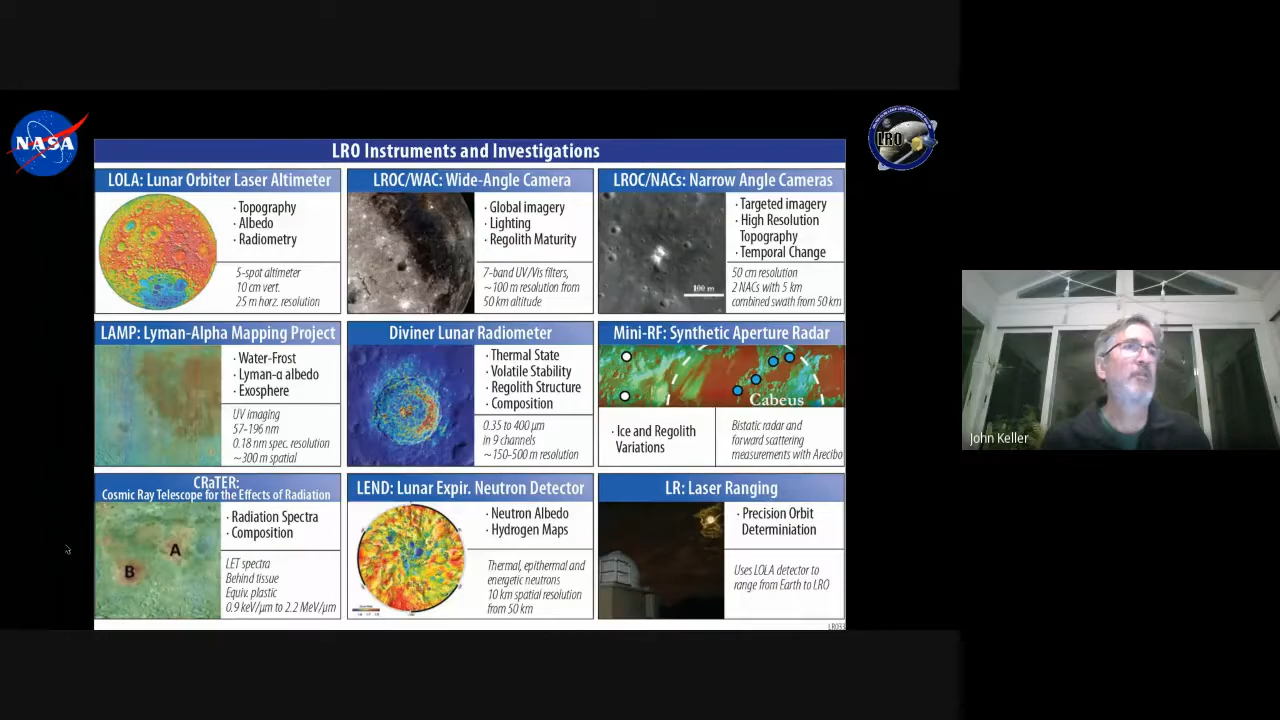 NASA
LRO
LRO Instruments and Investigations
LOLA: Lunar Orbiter Laser Altimeter
· Topography
· Albedo
· Radiometry
5-spot altimeter
10 cm vert.
25 m horz. resolution
LROC/WAC: Wide-Angle Camera
· Global imagery
· Lighting
· Regolith Maturity
7-band UV/Vis filters,
~100 m resolution from
50 km altitude
LROC/NACs: Narrow Angle Cameras
100 m
· Targeted imagery
· High Resolution
Topography
· Temporal Change
50 cm resolution
2 NACs with 5 km
combined swath from 50 km
LAMP: Lyman-Alpha Mapping Project
· Water-Frost
· Lyman-α albedo
· Exosphere
UV imaging
57–196 nm
0.18 nm spec. resolution
~300 m spatial
Diviner Lunar Radiometer
· Thermal State
· Volatile Stability
· Regolith Structure
· Composition
0.35 to 400 μm
in 9 channels
~150-500 m resolution
Mini-RF: Synthetic Aperture Radar
Cabeus
· Ice and Regolith
Variations
Bistatic radar and
forward scattering
measurements with Arecibo
CRaTER:
Cosmic Ray Telescope for the Effects of Radiation
A
B
· Radiation Spectra
· Composition
LET spectra
Behind tissue
Equiv. plastic
0.9 keV/μm to 2.2 MeV/μm
LEND: Lunar Expir. Neutron Detector
· Neutron Albedo
· Hydrogen Maps
Thermal, epithermal and
energetic neutrons
10 km spatial resolution
from 50 km
LR: Laser Ranging
· Precision Orbit
Determiniation
Uses LOLA detector to
range from Earth to LRO
LR033
John Keller